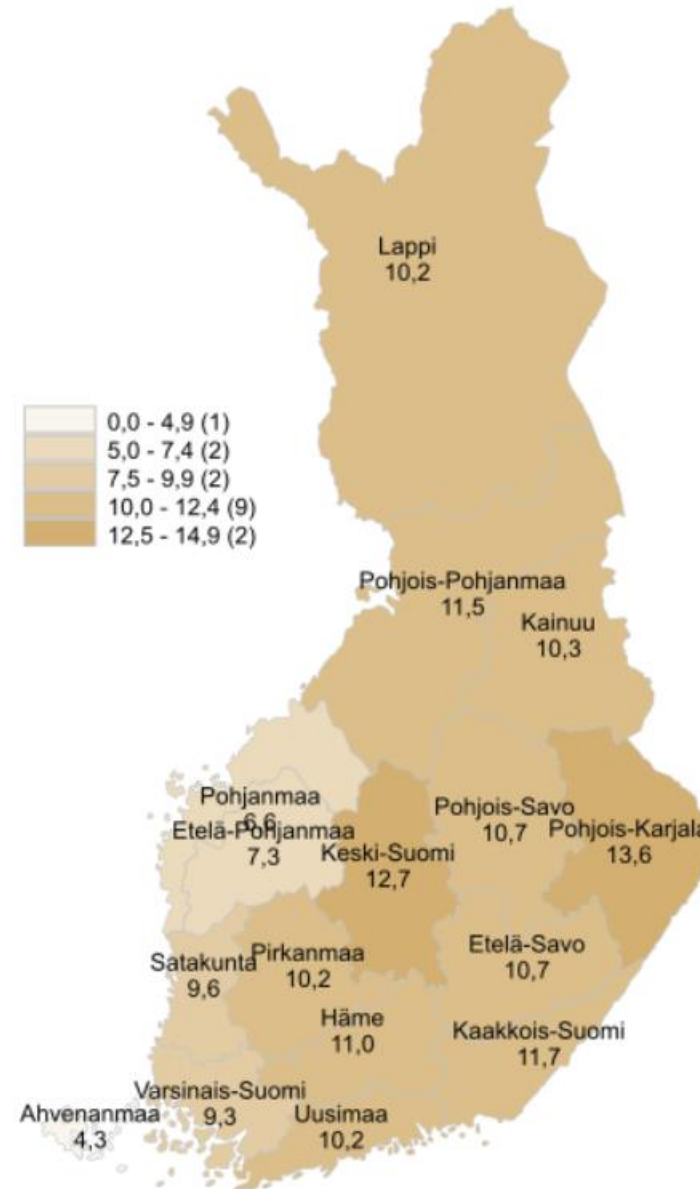 Lappi
10,2
0,0 - 4,9 (1)
5,0 - 7,4 (2)
7,5 - 9,9 (2)
10,0 - 12,4 (9)
12,5 - 14,9 (2)
Pohjois-Pohjanmaa
11,5
Kainuu
10,3
Pohjanmaa
6,6
Etelä-Pohjanmaa
7,3
Keski-Suomi
12,7
Pohjois-Savo
10,7
Pohjois-Karjala
13,6
Satakunta
9,6
Pirkanmaa
10,2
Etelä-Savo
10,7
Häme
11,0
Kaakkois-Suomi
11,7
Ahvenanmaa
4,3
Varsinais-Suomi
9,3
Uusimaa
10,2